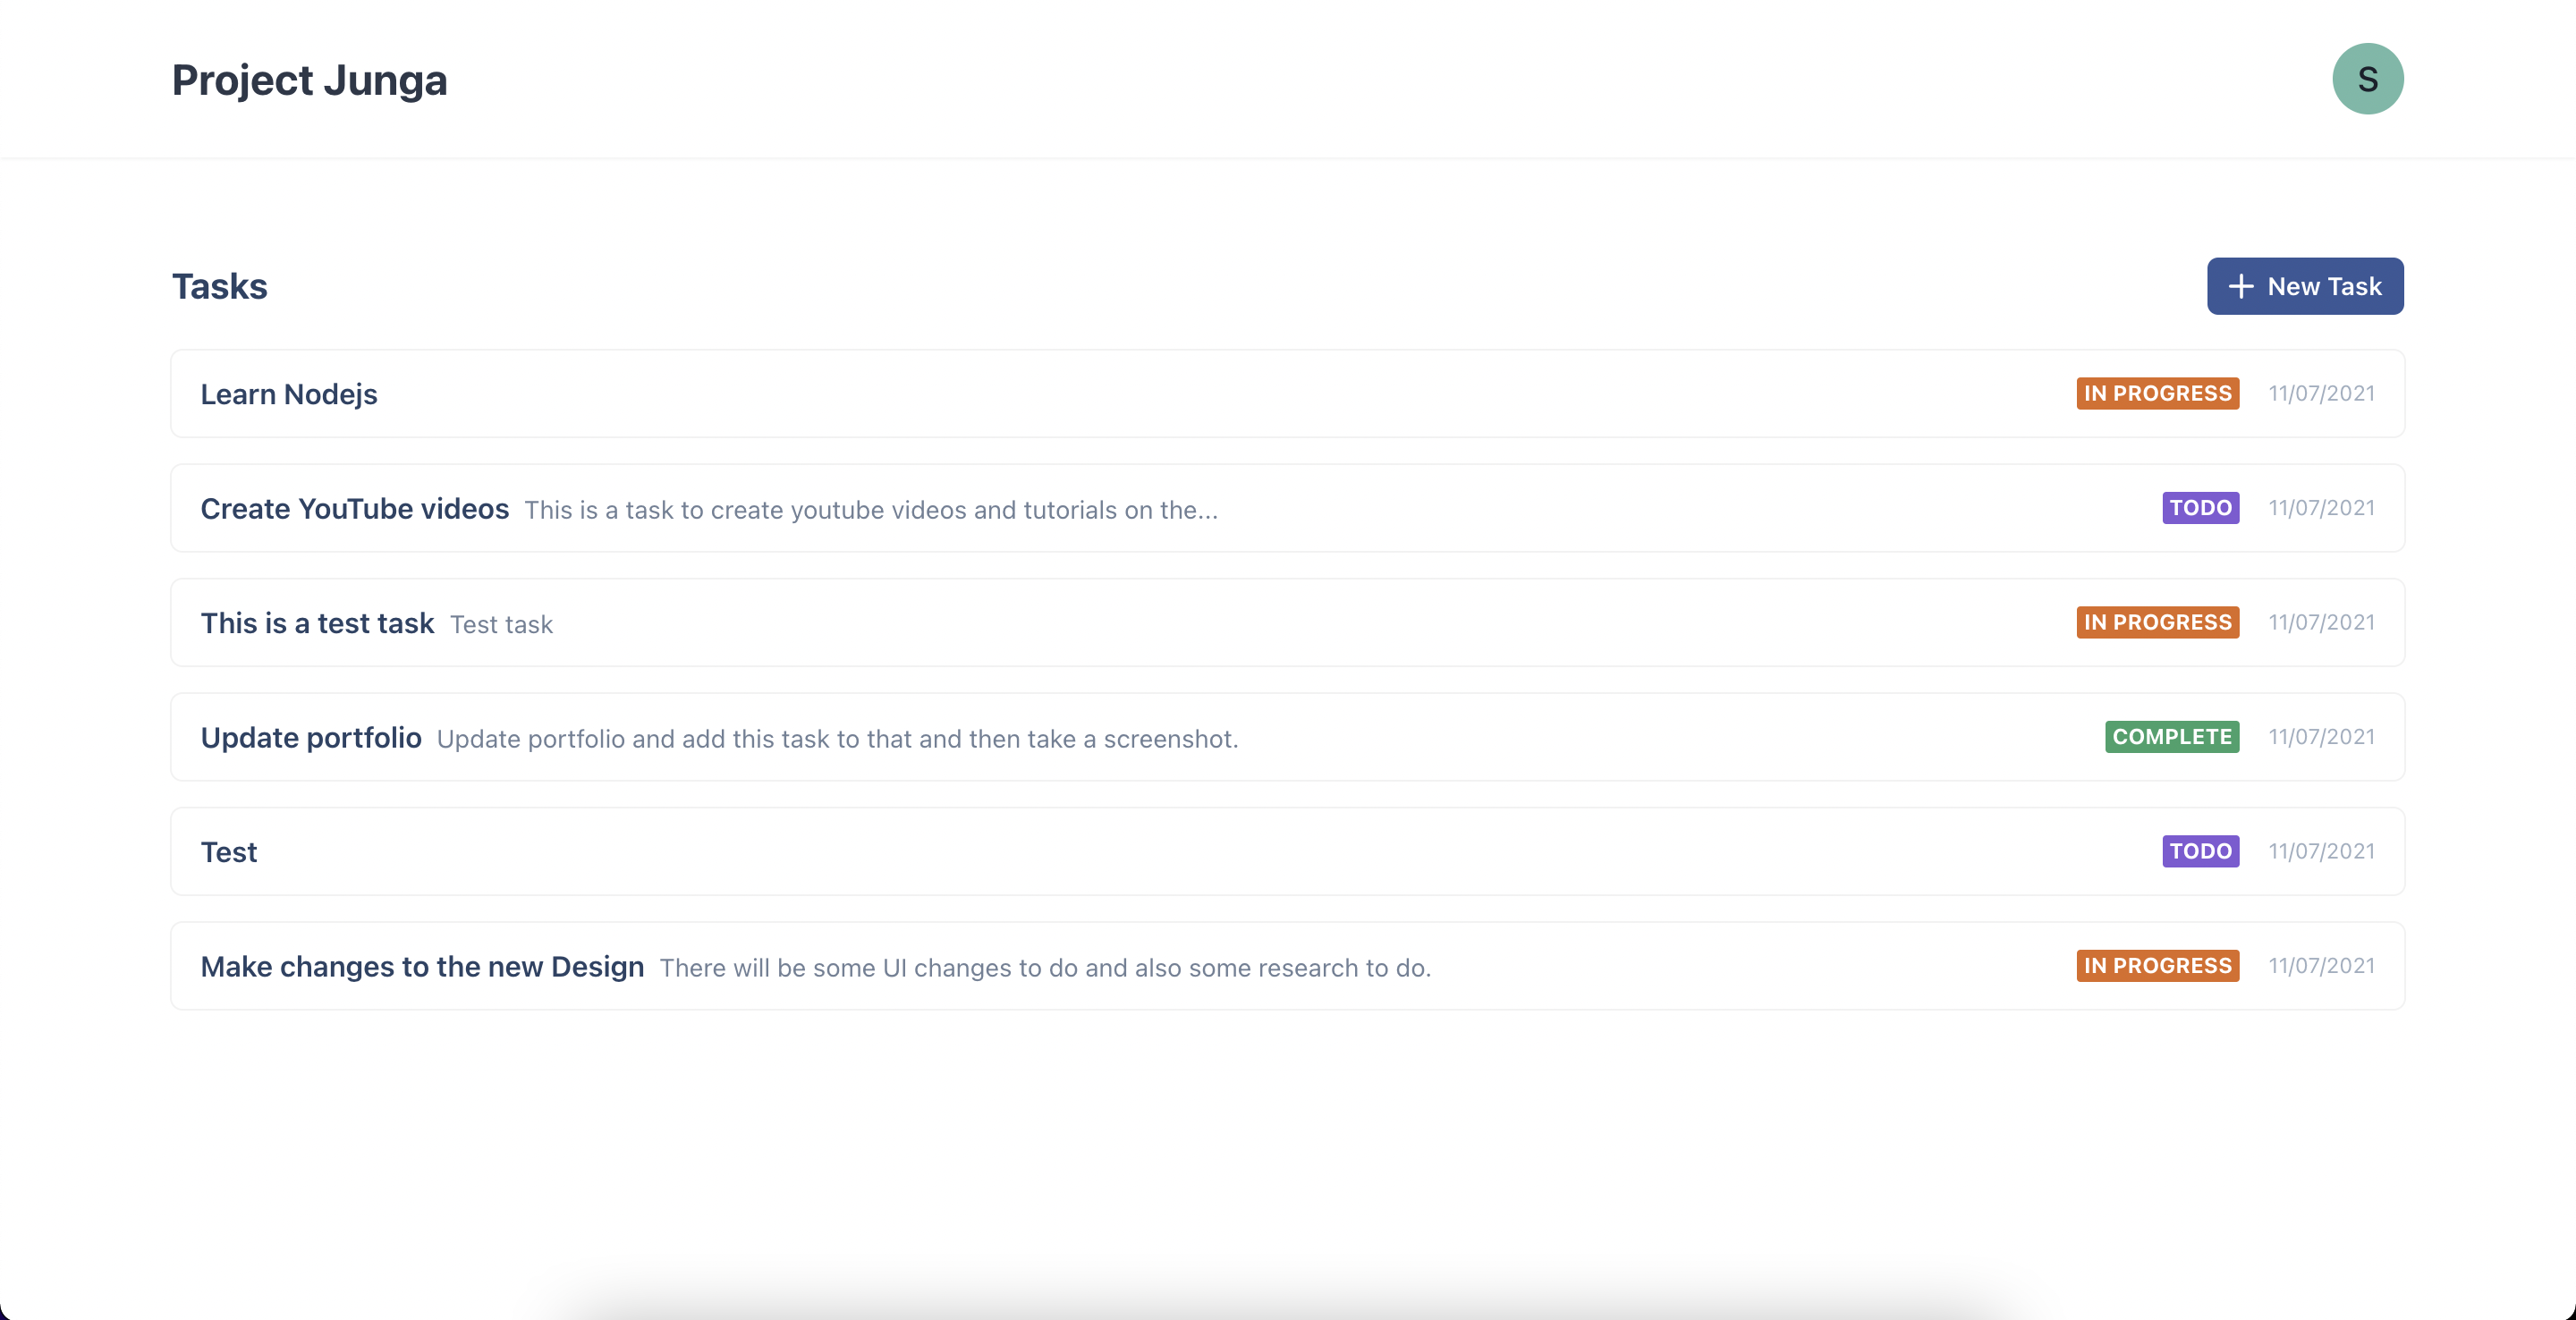 Project Junga
S
Tasks
New Task
Learn Nodejs IN PROGRESS 11/07/2021
Create YouTube videos This is a task to create youtube videos and tutorials on the... TODO 11/07/2021
This is a test task Test task IN PROGRESS 11/07/2021
Update portfolio Update portfolio and add this task to that and then take a screenshot. COMPLETE 11/07/2021
Test TODO 11/07/2021
Make changes to the new Design There will be some UI changes to do and also some research to do. IN PROGRESS 11/07/2021